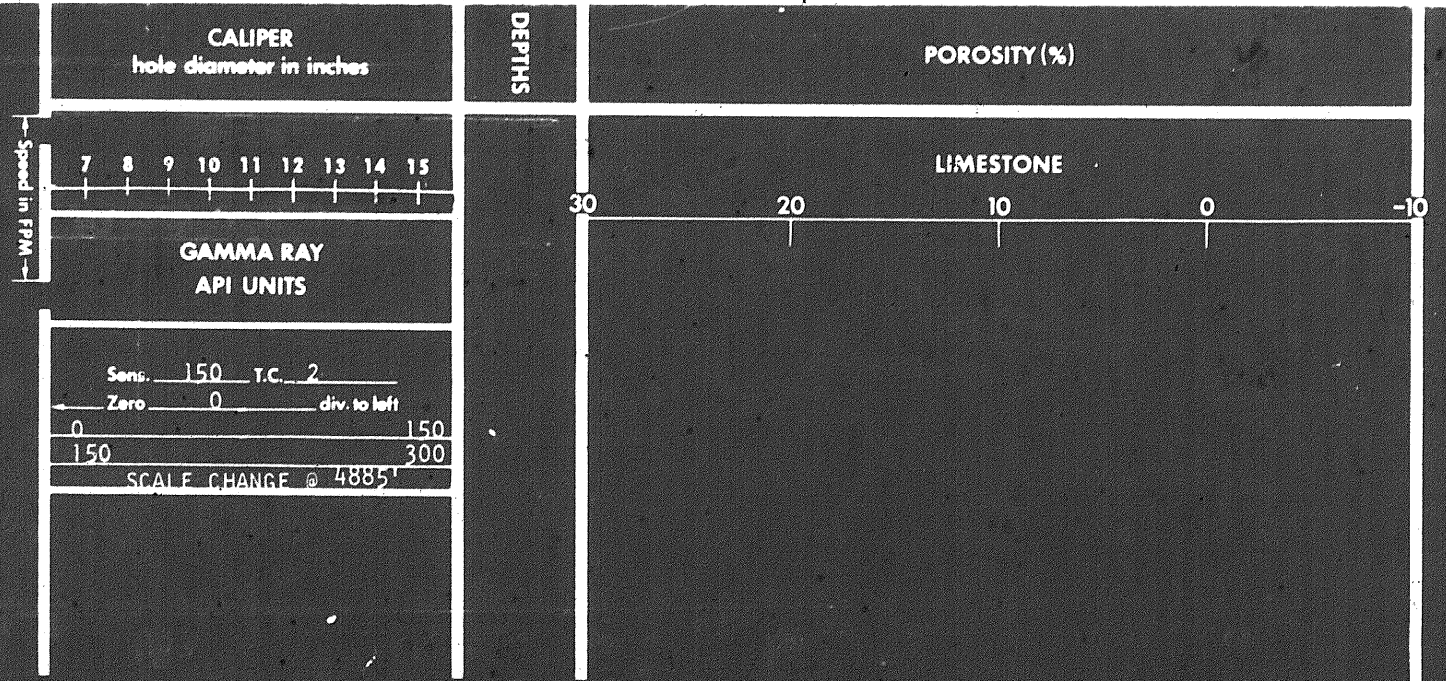 CALIPER
hole diameter in inches
DEPTHS
POROSITY (%)
Speed in FPM
7 8 9 10 11 12 13 14 15
LIMESTONE
30 20 10 0 -10
GAMMA RAY
API UNITS
Sens. 150 T.C. 2
Zero 0 div. to left
0 150
150 300
SCALE CHANGE @ 4885'